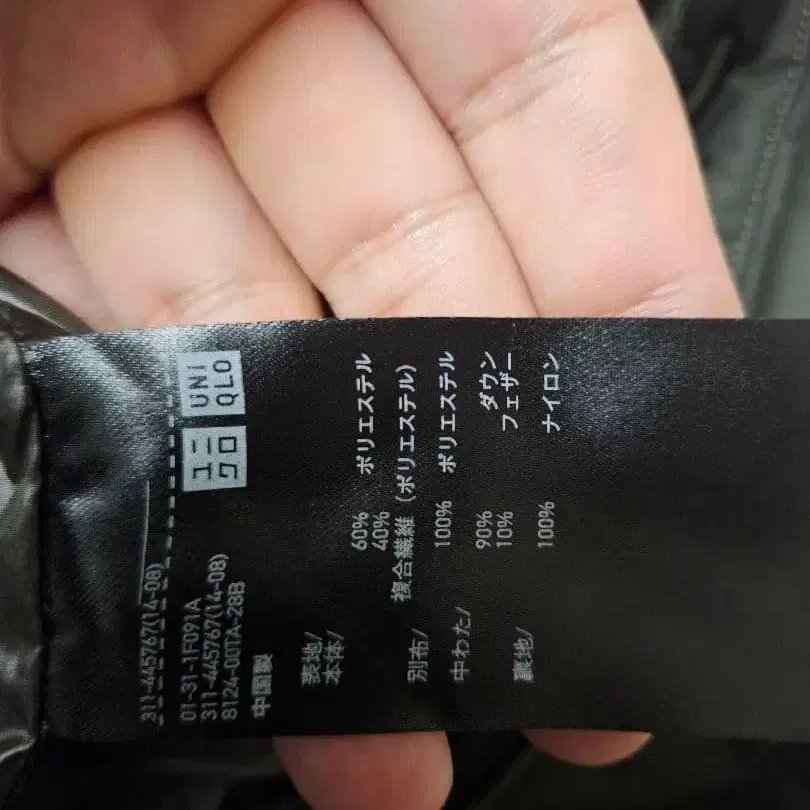 311-445767(14-08)
ユニ
クロ
UNI
QLO
01-31-1F091A
311-445767(14-08)
8124-00TA-28B
中国製
表地/
本体/
60% ポリエステル
40%
複合繊維(ポリエステル)
別布/
100% ポリエステル
中わた/
90% ダウン
10% フェザー
裏地/
100% ナイロン